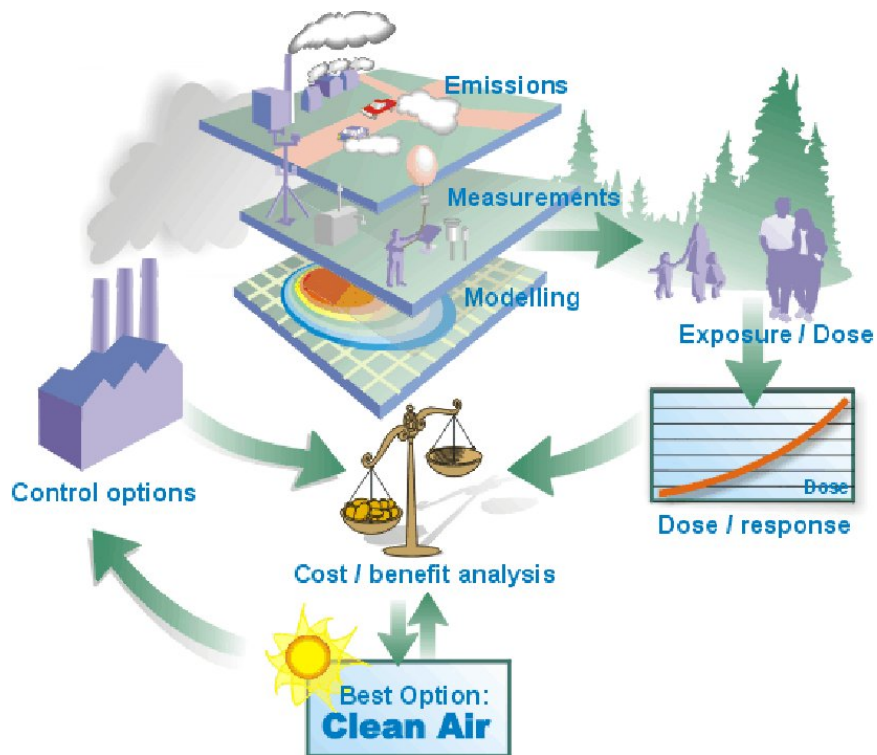 Emissions
Measurements
Modelling
Exposure / Dose
Dose
Dose / response
Control options
Cost / benefit analysis
Best Option:
Clean Air